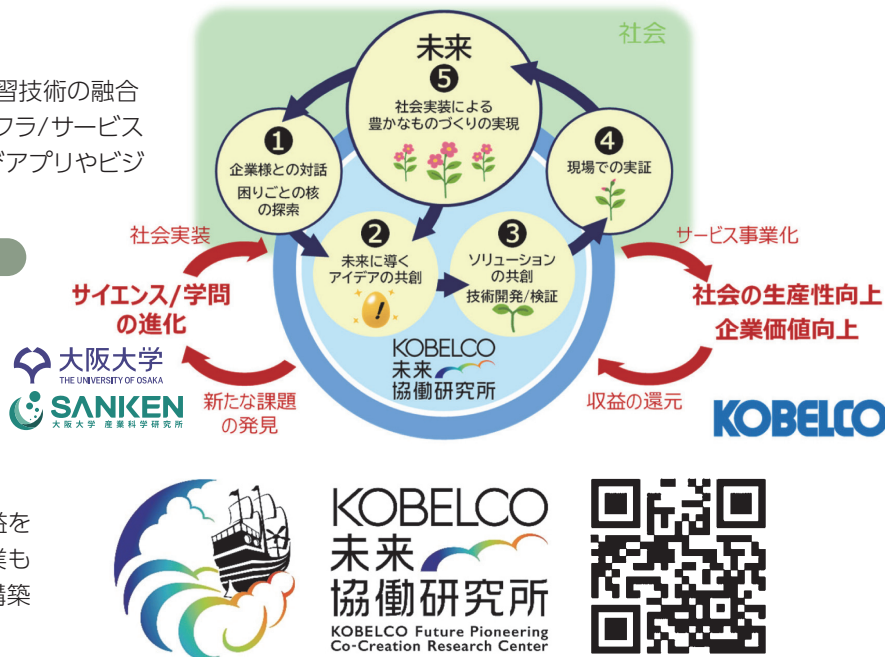 社会
習技術の融合
フラ/サービス
アプリやビジ
未来
5
社会実装による
豊かなものづくりの実現
1
企業様との対話
困りごとの核
の探索
4
現場での実証
2
未来に導く
アイデアの共創
!
3
ソリューション
の共創
技術開発/検証
社会実装
サイエンス/学問
の進化
新たな課題
の発見
サービス事業化
社会の生産性向上
企業価値向上
収益の還元
大阪大学
THE UNIVERSITY OF OSAKA
SANKEN
大阪大学 産業科学研究所
KOBELCO
未来
協働研究所
KOBELCO
益を
業も
構築
KOBELCO
未来
協働研究所
KOBELCO Future Pioneering
Co-Creation Research Center